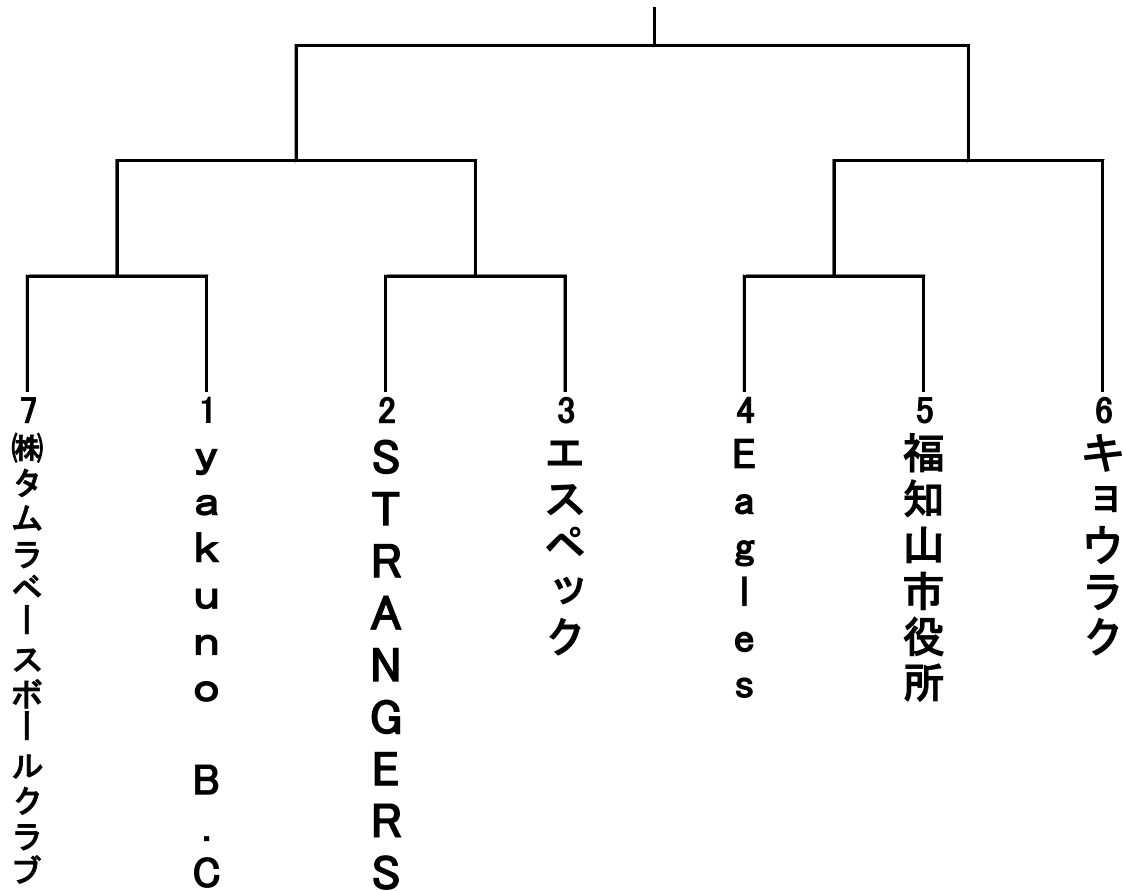 7
㈱タムラベースボールクラブ
1
yakuno B.C
2
STRANGERS
3
エスペック
4
Eagles
5
福知山市役所
6
キョウラク